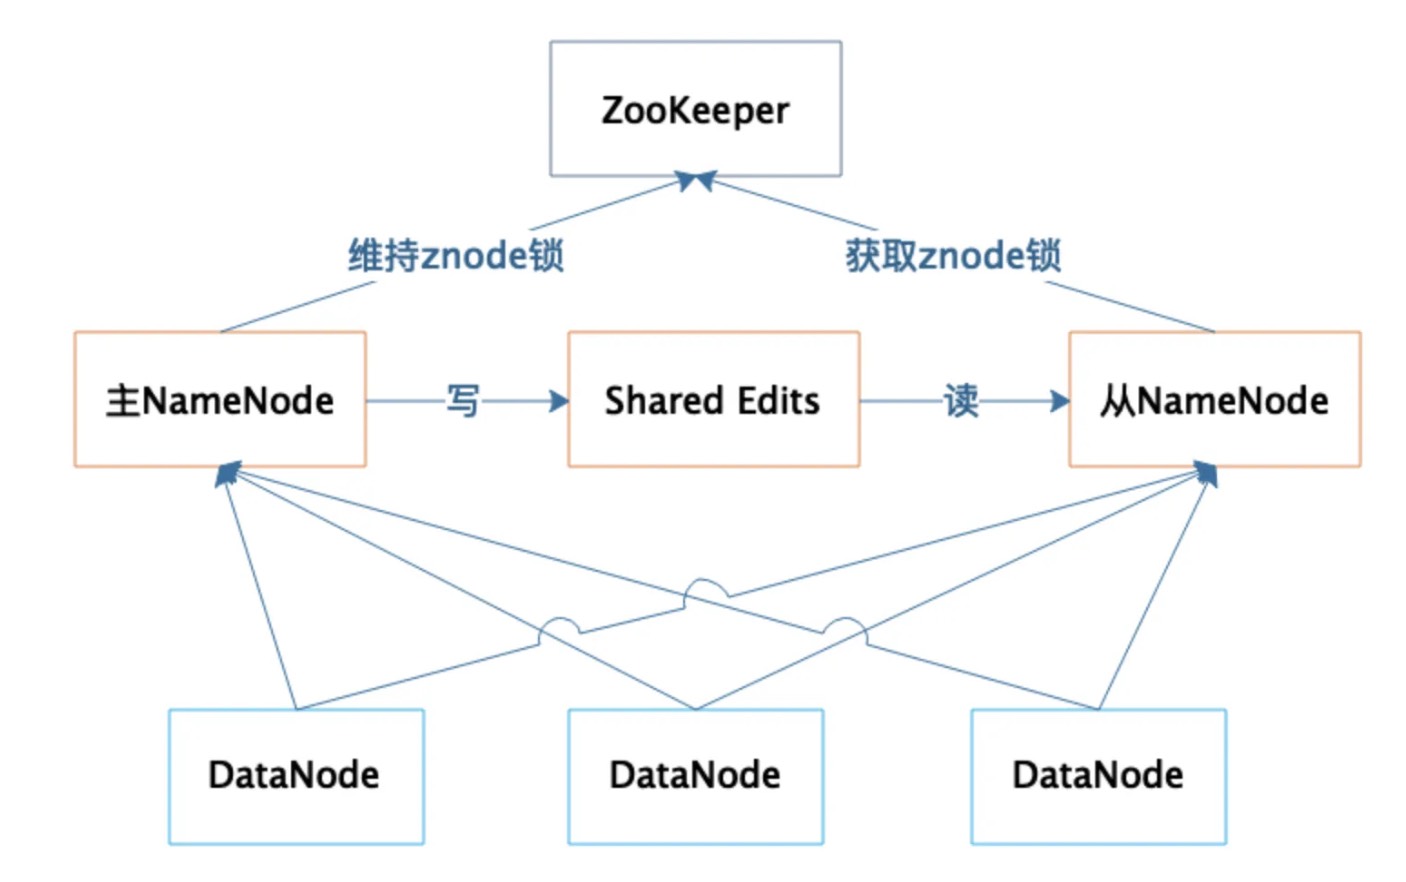 ZooKeeper
维持znode锁
获取znode锁
主NameNode
写
Shared Edits
读
从NameNode
DataNode
DataNode
DataNode